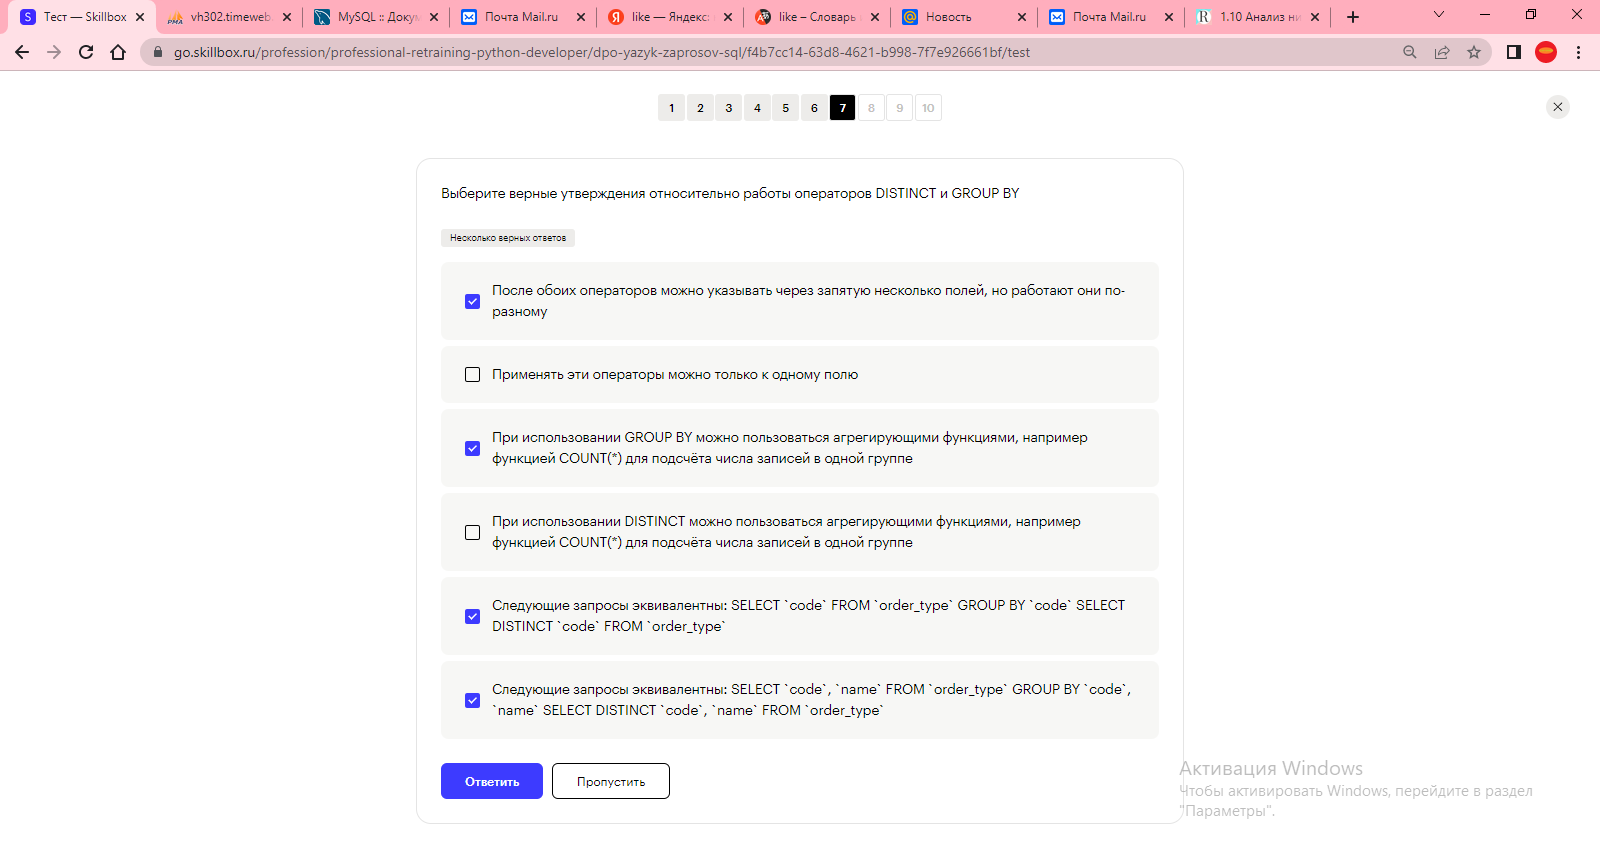 Тест — Skillbox
vh302.timeweb.
MySQL :: Докум
Почта Mail.ru
like — Яндекс:
like – Словарь
Новость
Почта Mail.ru
1.10 Анализ ни
go.skillbox.ru/profession/professional-retraining-python-developer/dpo-yazyk-zaprosov-sql/f4b7cc14-63d8-4621-b998-7f7e926661bf/test
1 2 3 4 5 6 7 8 9 10
Выберите верные утверждения относительно работы операторов DISTINCT и GROUP BY
Несколько верных ответов
После обоих операторов можно указывать через запятую несколько полей, но работают они по-
разному
Применять эти операторы можно только к одному полю
При использовании GROUP BY можно пользоваться агрегирующими функциями, например
функцией COUNT(*) для подсчёта числа записей в одной группе
При использовании DISTINCT можно пользоваться агрегирующими функциями, например
функцией COUNT(*) для подсчёта числа записей в одной группе
Следующие запросы эквивалентны: SELECT `code` FROM `order_type` GROUP BY `code` SELECT
DISTINCT `code` FROM `order_type`
Следующие запросы эквивалентны: SELECT `code`, `name` FROM `order_type` GROUP BY `code`,
`name` SELECT DISTINCT `code`, `name` FROM `order_type`
Ответить
Пропустить
Активация Windows
Чтобы активировать Windows, перейдите в раздел
"Параметры".